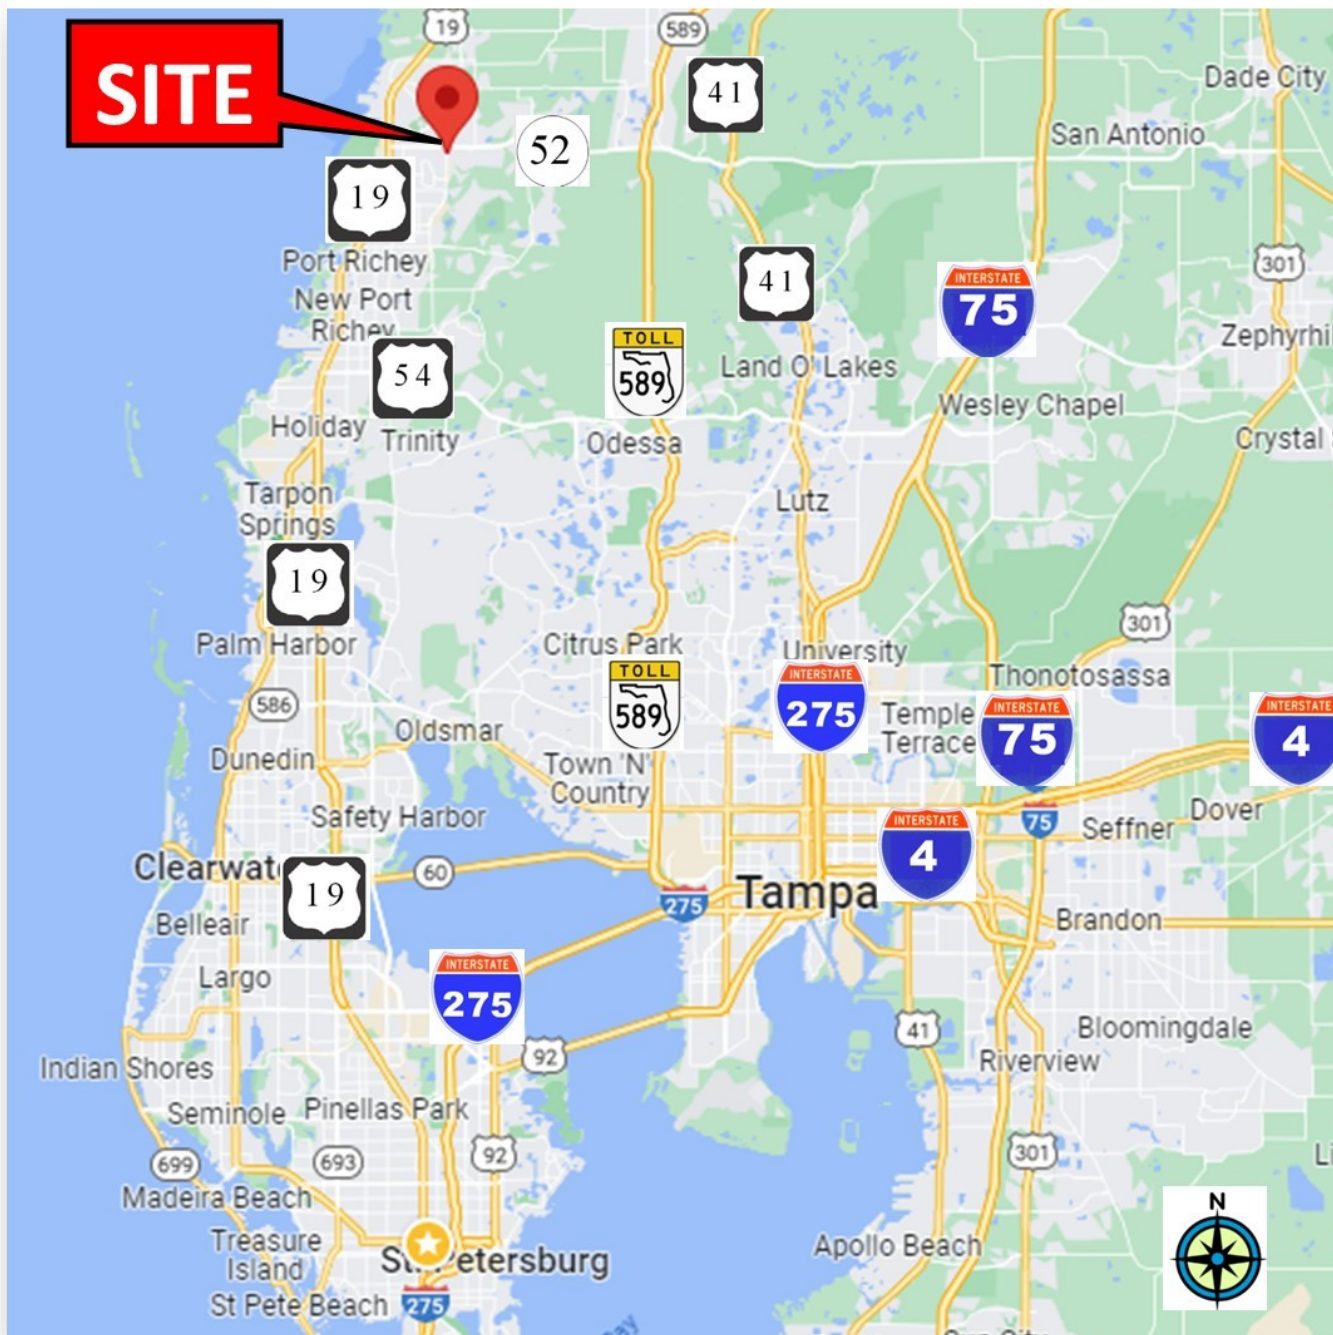 19
589
SITE
41
Dade City
San Antonio
52
19
Port Richey
41
301
INTERSTATE
75
New Port
Richey
TOLL
589
Zephyrhi
54
Land O' Lakes
Wesley Chapel
Holiday
Trinity
Odessa
Crystal
Tarpon
Springs
Lutz
19
301
Palm Harbor
Citrus Park
University
Thonotosassa
TOLL
589
INTERSTATE
275
586
Temple
Terrace
INTERSTATE
75
INTERSTATE
4
Oldsmar
Dunedin
Town 'N'
Country
Safety Harbor
75
Seffner
Dover
INTERSTATE
4
Clearwat
19
60
275
Tampa
Belleair
Brandon
Largo
INTERSTATE
275
41
Bloomingdale
92
Riverview
Indian Shores
Seminole
Pinellas Park
699
693
92
301
Li
Madeira Beach
N
Treasure
Island
St. Petersburg
Apollo Beach
St Pete Beach
275